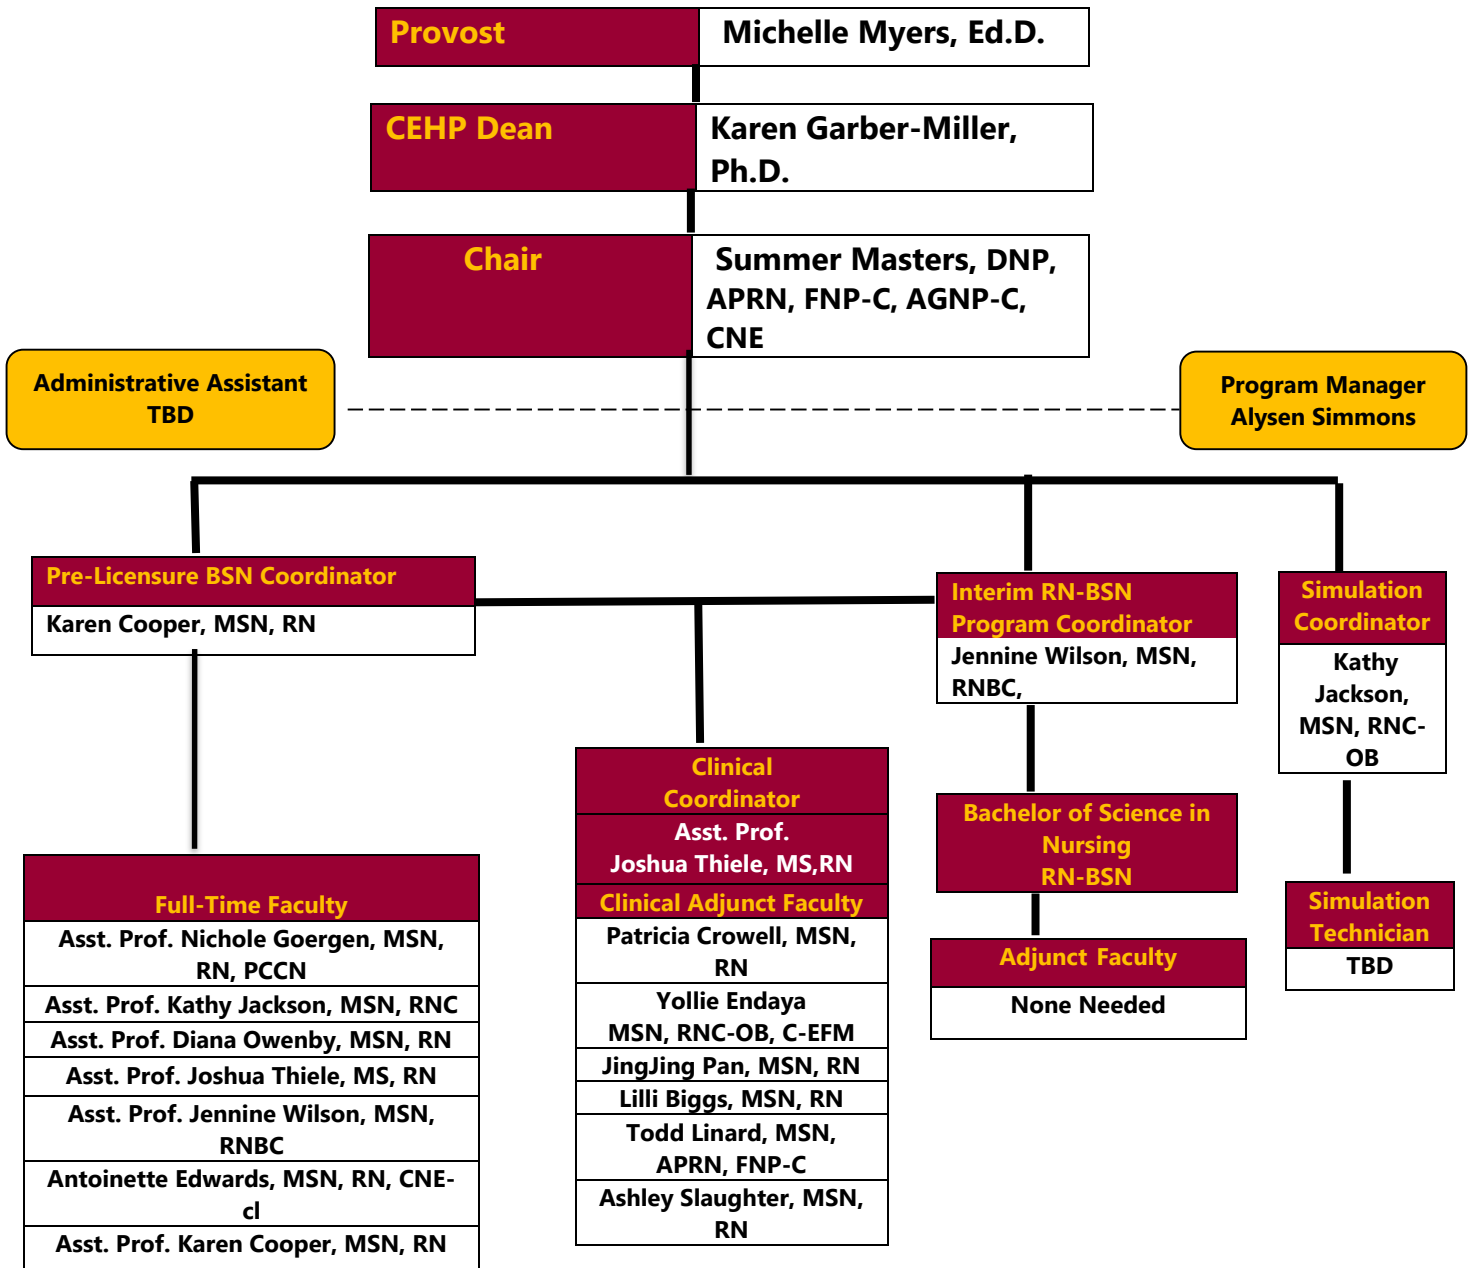 Provost
Michelle Myers, Ed.D.
CEHP Dean
Karen Garber-Miller,
Ph.D.
Chair
Summer Masters, DNP,
APRN, FNP-C, AGNP-C,
CNE
Administrative Assistant
TBD
Program Manager
Alysen Simmons
Pre-Licensure BSN Coordinator
Karen Cooper, MSN, RN
Interim RN-BSN
Program Coordinator
Jennine Wilson, MSN,
RNBC,
Simulation
Coordinator
Kathy
Jackson,
MSN, RNC-
OB
Clinical
Coordinator
Asst. Prof.
Joshua Thiele, MS,RN
Clinical Adjunct Faculty
Patricia Crowell, MSN,
RN
Yollie Endaya
MSN, RNC-OB, C-EFM
JingJing Pan, MSN, RN
Lilli Biggs, MSN, RN
Todd Linard, MSN,
APRN, FNP-C
Ashley Slaughter, MSN,
RN
Bachelor of Science in
Nursing
RN-BSN
Adjunct Faculty
None Needed
Simulation
Technician
TBD
Full-Time Faculty
Asst. Prof. Nichole Goergen, MSN,
RN, PCCN
Asst. Prof. Kathy Jackson, MSN, RNC
Asst. Prof. Diana Owenby, MSN, RN
Asst. Prof. Joshua Thiele, MS, RN
Asst. Prof. Jennine Wilson, MSN,
RNBC
Antoinette Edwards, MSN, RN, CNE-
cl
Asst. Prof. Karen Cooper, MSN, RN